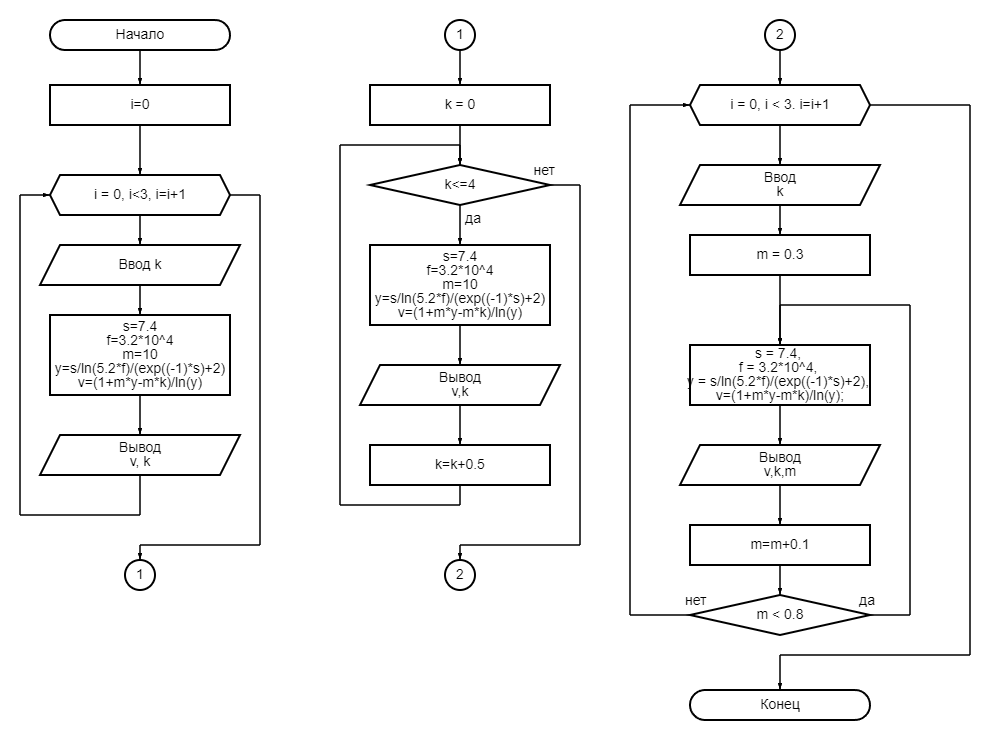 Начало
i=0
i = 0, i<3, i=i+1
Ввод k
s=7.4
f=3.2*10^4
m=10
y=s/ln(5.2*f)/(exp((-1)*s)+2)
v=(1+m*y-m*k)/ln(y)
Вывод
v, k
1
1
k = 0
k<=4
нет
да
s=7.4
f=3.2*10^4
m=10
y=s/ln(5.2*f)/(exp((-1)*s)+2)
v=(1+m*y-m*k)/ln(y)
Вывод
v,k
k=k+0.5
2
2
i = 0, i < 3. i=i+1
Ввод
k
m = 0.3
s = 7.4,
f = 3.2*10^4,
y = s/ln(5.2*f)/(exp((-1)*s)+2),
v=(1+m*y-m*k)/ln(y);
Вывод
v,k,m
m=m+0.1
нет
m < 0.8
да
Конец